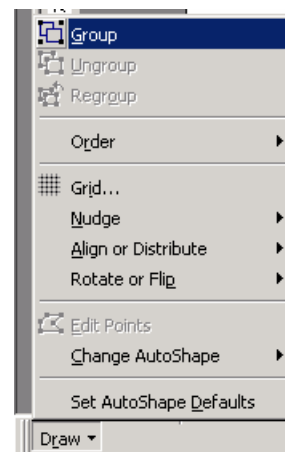 Group
Ungroup
Regroup
Order
Grid...
Nudge
Align or Distribute
Rotate or Flip
Edit Points
Change AutoShape
Set AutoShape Defaults
Draw